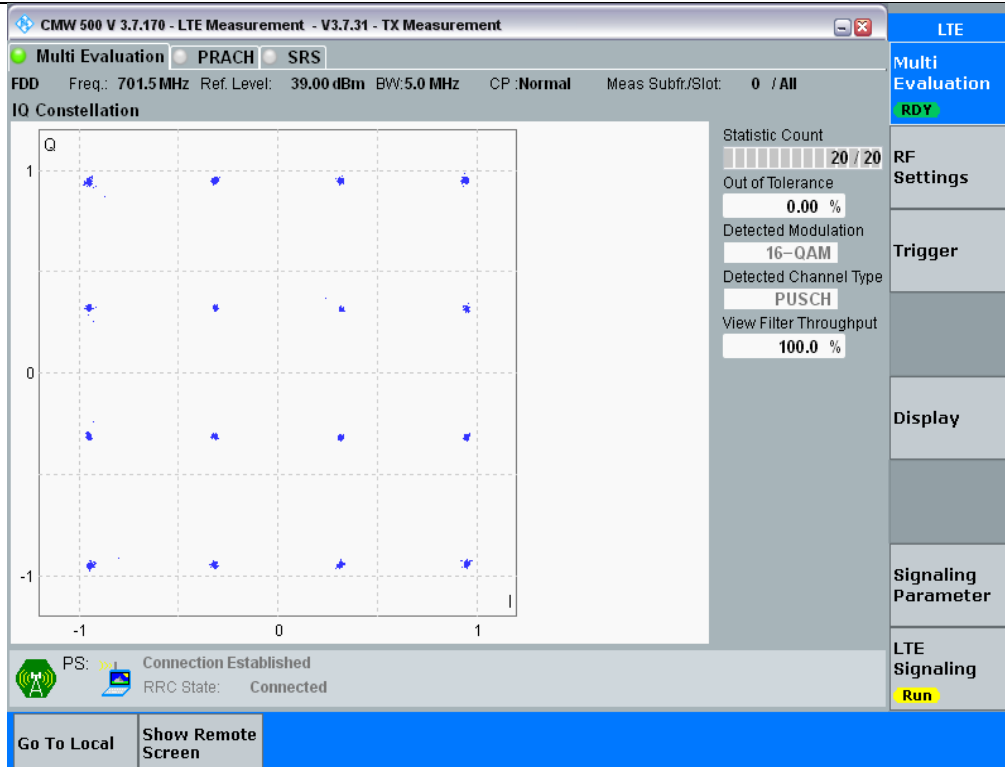 CMW 500 V 3.7.170 - LTE Measurement - V3.7.31 - TX Measurement
LTE
Multi Evaluation PRACH SRS
FDD Freq.: 701.5 MHz Ref. Level: 39.00 dBm BW: 5.0 MHz CP : Normal Meas Subfr./Slot: 0 / All
IQ Constellation
Q
1
0
-1
-1 0 1
I
Statistic Count
20 / 20
Out of Tolerance
0.00 %
Detected Modulation
16-QAM
Detected Channel Type
PUSCH
View Filter Throughput
100.0 %
Multi
Evaluation
RDY
RF
Settings
Trigger
Display
Signaling
Parameter
LTE
Signaling
Run
PS: Connection Established
RRC State: Connected
Go To Local
Show Remote
Screen